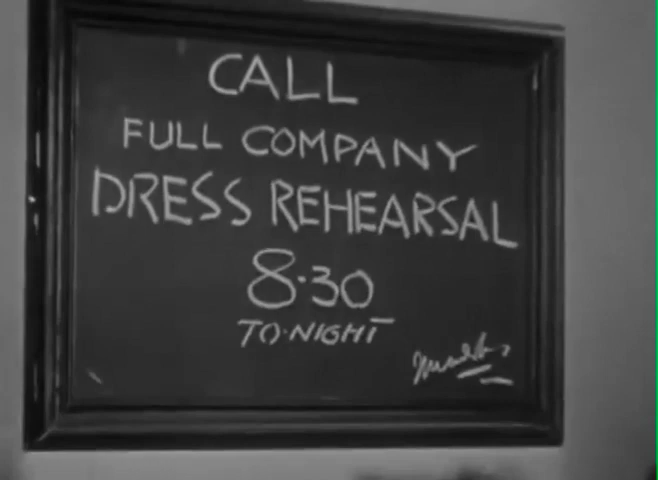 CALL
FULL COMPANY
DRESS REHEARSAL
8·30
TO·NIGHT